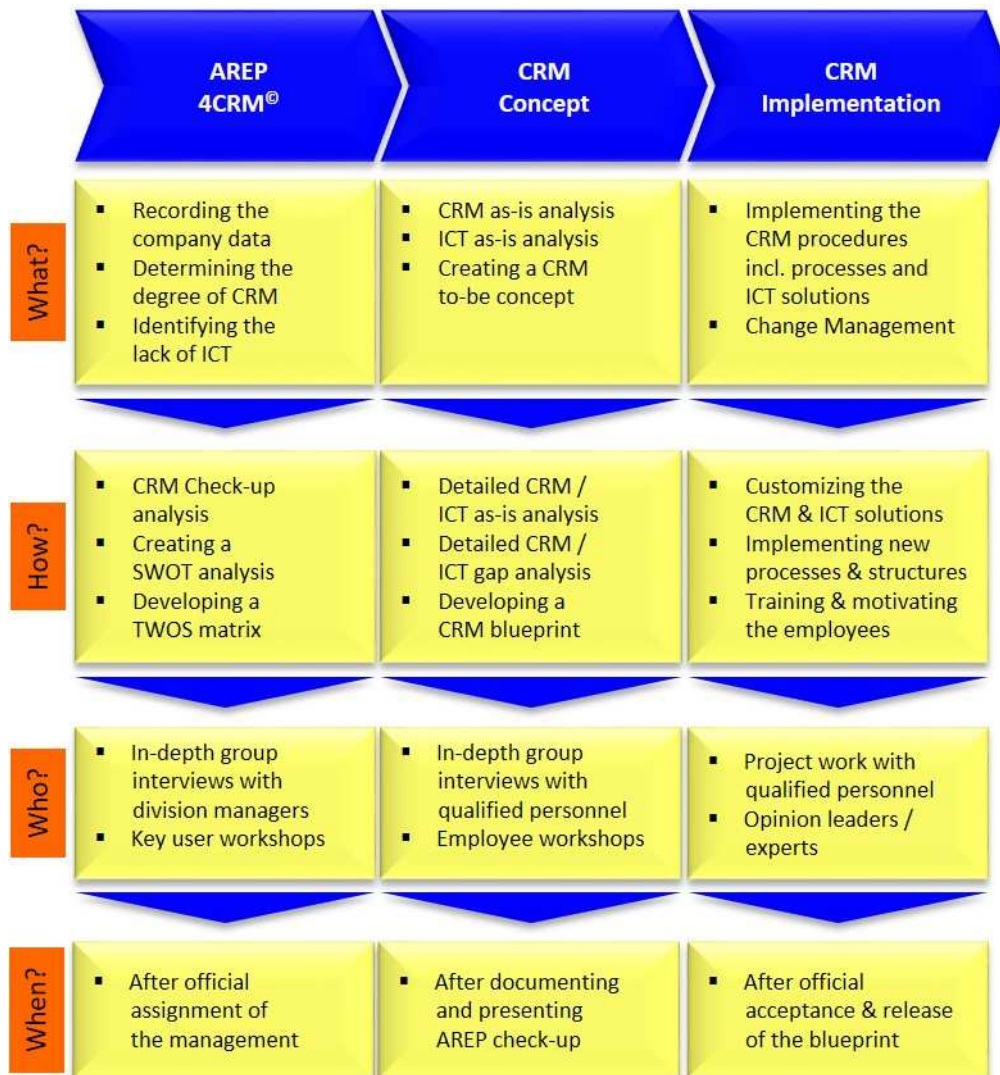 AREP
4CRM©
CRM
Concept
CRM
Implementation
What?
▪ Recording the
company data
▪ Determining the
degree of CRM
▪ Identifying the
lack of ICT
▪ CRM as-is analysis
▪ ICT as-is analysis
▪ Creating a CRM
to-be concept
▪ Implementing the
CRM procedures
incl. processes and
ICT solutions
▪ Change Management
How?
▪ CRM Check-up
analysis
▪ Creating a
SWOT analysis
▪ Developing a
TWOS matrix
▪ Detailed CRM /
ICT as-is analysis
▪ Detailed CRM /
ICT gap analysis
▪ Developing a
CRM blueprint
▪ Customizing the
CRM & ICT solutions
▪ Implementing new
processes & structures
▪ Training & motivating
the employees
Who?
▪ In-depth group
interviews with
division managers
▪ Key user workshops
▪ In-depth group
interviews with
qualified personnel
▪ Employee workshops
▪ Project work with
qualified personnel
▪ Opinion leaders /
experts
When?
▪ After official
assignment of
the management
▪ After documenting
and presenting
AREP check-up
▪ After official
acceptance & release
of the blueprint